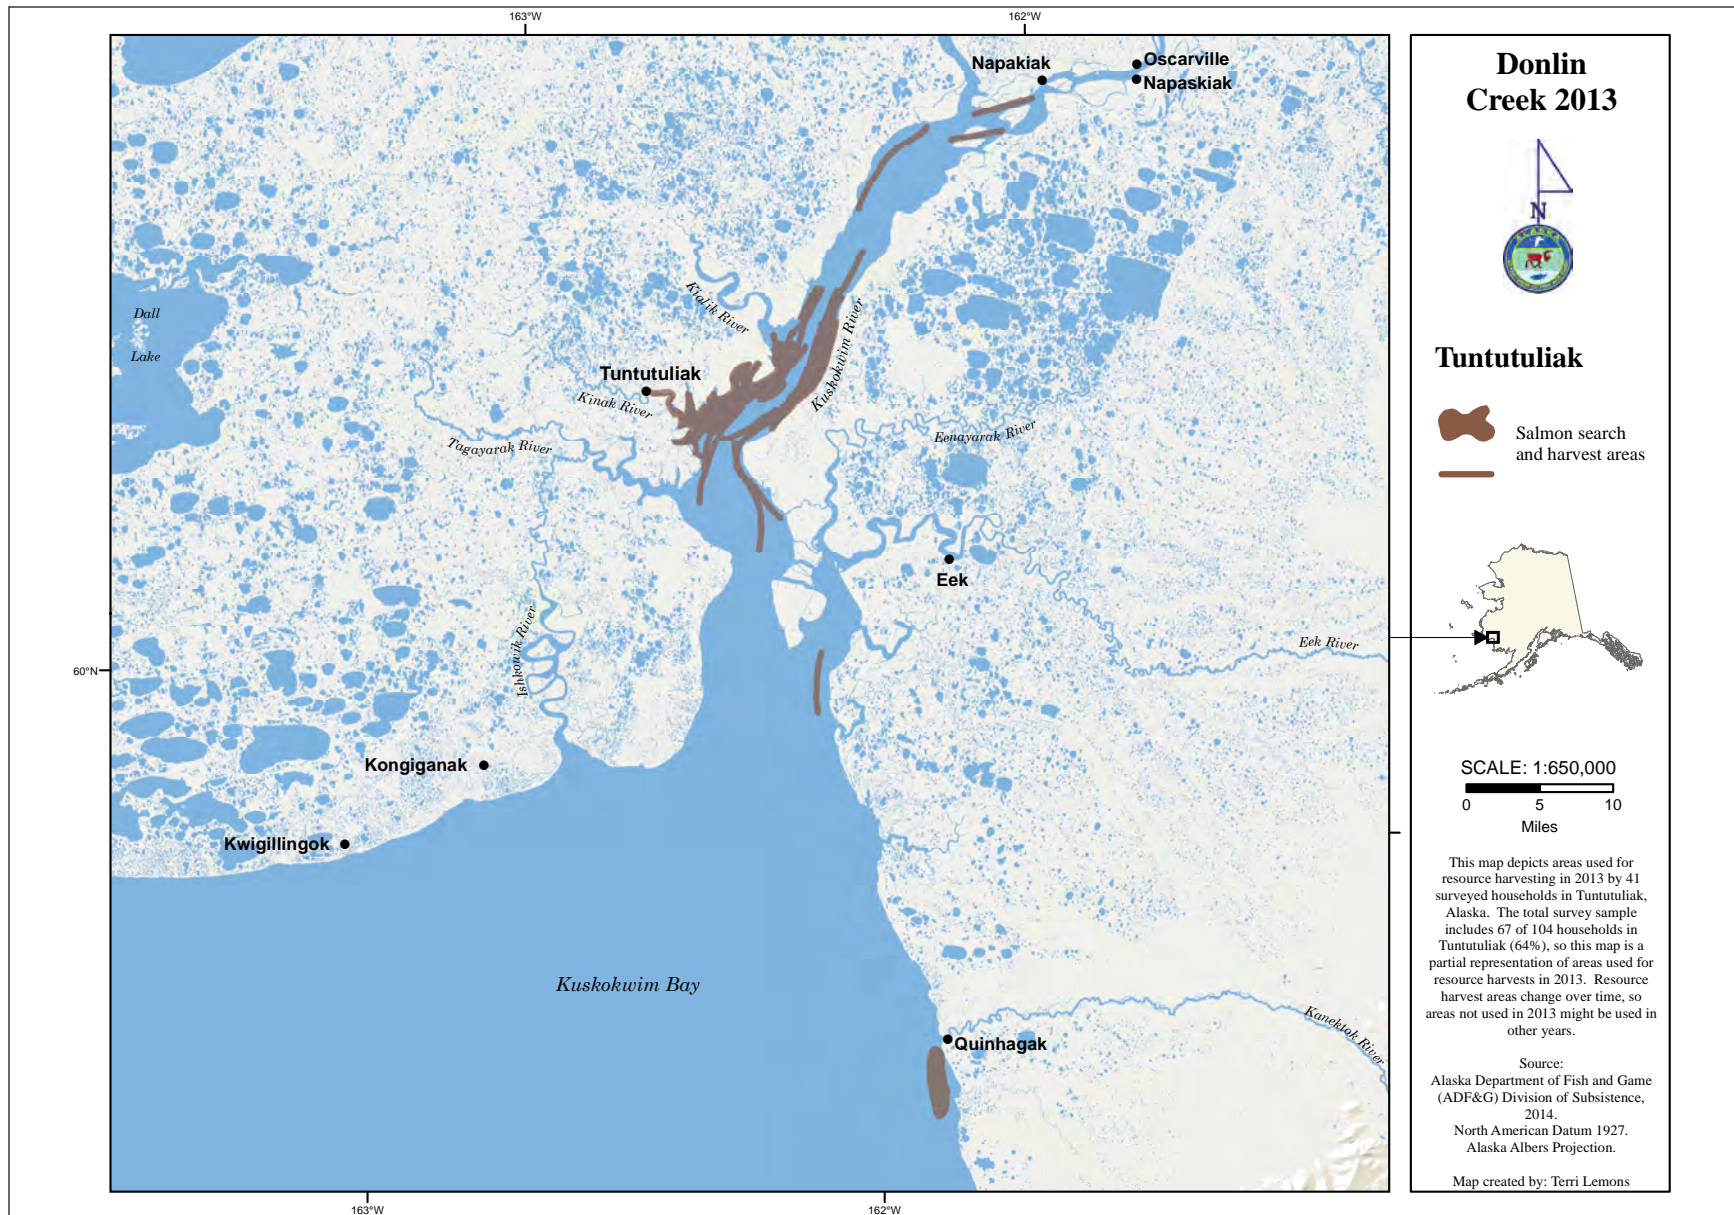 163°W
162°W
Napakiak
Oscarville
Napaskiak
Dall
Lake
Kialik River
Kuskokwim River
Tuntutuliak
Kinak River
Tagayarak River
Eenayarak River
Eek
Ishkowik River
Eek River
60°N
Kongiganak
Kwigillingok
Kuskokwim Bay
Kanektok River
Quinhagak
163°W
162°W
Donlin
Creek 2013
N
ALASKA
Tuntutuliak
Salmon search
and harvest areas
SCALE: 1:650,000
0 5 10
Miles
This map depicts areas used for
resource harvesting in 2013 by 41
surveyed households in Tuntutuliak,
Alaska. The total survey sample
includes 67 of 104 households in
Tuntutuliak (64%), so this map is a
partial representation of areas used for
resource harvests in 2013. Resource
harvest areas change over time, so
areas not used in 2013 might be used in
other years.
Source:
Alaska Department of Fish and Game
(ADF&G) Division of Subsistence,
2014.
North American Datum 1927.
Alaska Albers Projection.
Map created by: Terri Lemons